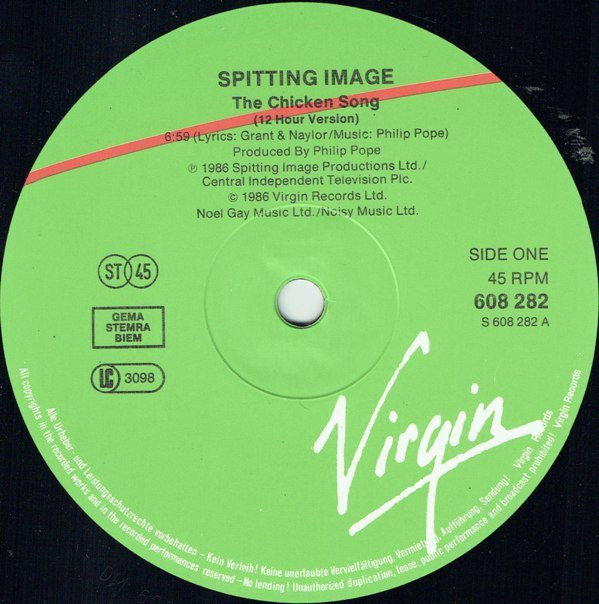 SPITTING IMAGE
The Chicken Song
(12 Hour Version)
6:59 (Lyrics: Grant & Naylor/Music: Philip Pope)
Produced By Philip Pope
℗ 1986 Spitting Image Productions Ltd./
Central Independent Television Plc.
© 1986 Virgin Records Ltd.
Noel Gay Music Ltd./Noisy Music Ltd.
ST 45
GEMA
STEMRA
BIEM
LC 3098
SIDE ONE
45 RPM
608 282
S 608 282 A
Virgin
Alle Urheber- und Leistungsschutzrechte vorbehalten – Kein Verleih! Keine unerlaubte Vervielfältigung, Vermietung, Aufführung, Sendung! Virgin Records
All copyrights in the recorded works and in the recorded performances reserved – No lending! Unauthorized duplication, lease, public performance and broadcast prohibited! Virgin Records